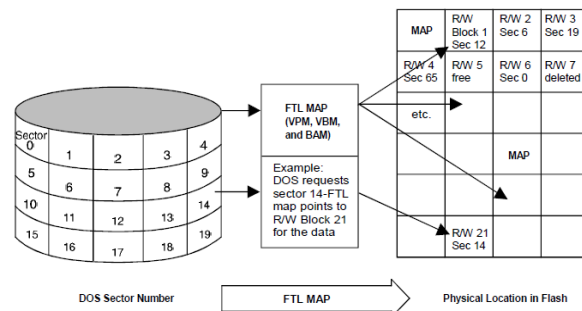 Sector
0
1
2
3
4
5
6
7
8
9
10
11
12
13
14
15
16
17
18
19
DOS Sector Number
FTL MAP
(VPM, VBM,
and BAM)
Example:
DOS requests
sector 14-FTL
map points to
R/W Block 21
for the data
FTL MAP
MAP
R/W
Block 1
Sec 12
R/W 2
Sec 6
R/W 3
Sec 19
R/W 4
Sec 65
R/W 5
free
R/W 6
Sec 0
R/W 7
deleted
etc.
MAP
R/W 21
Sec 14
Physical Location in Flash